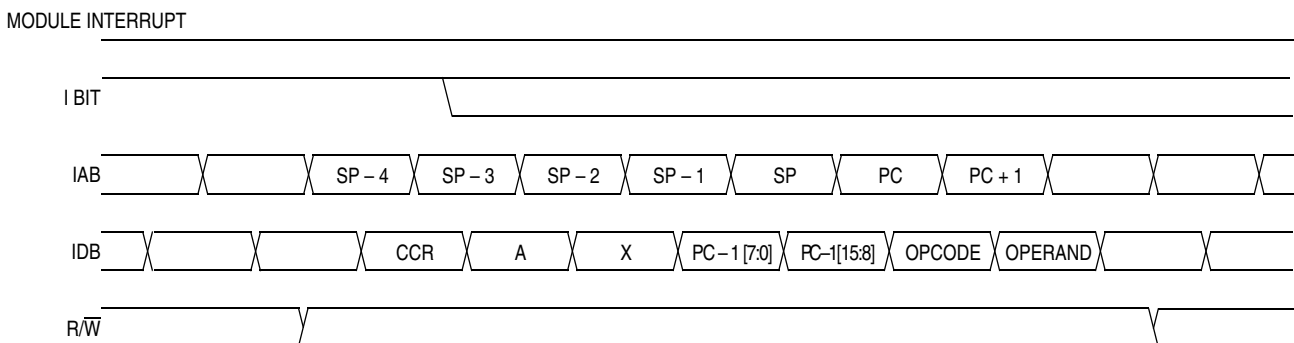 MODULE INTERRUPT
I BIT
IAB SP – 4 SP – 3 SP – 2 SP – 1 SP PC PC + 1
IDB CCR A X PC – 1 [7:0] PC–1[15:8] OPCODE OPERAND
R/W̅